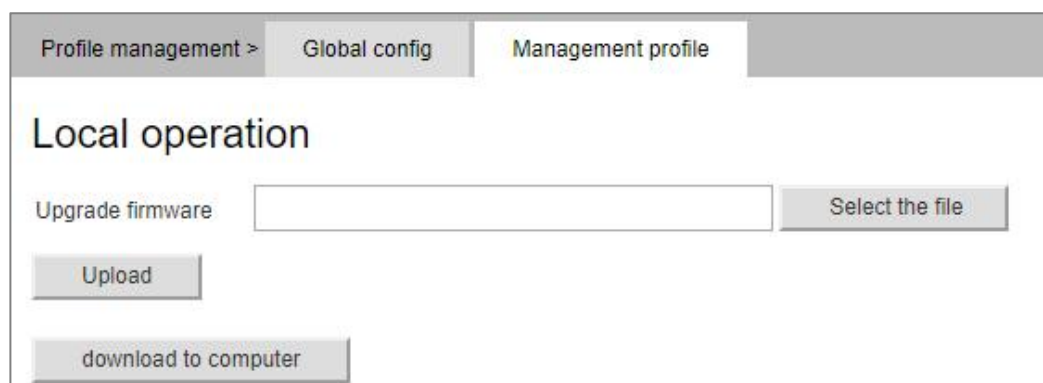 Profile management > Global config Management profile
Local operation
Upgrade firmware Select the file
Upload
download to computer